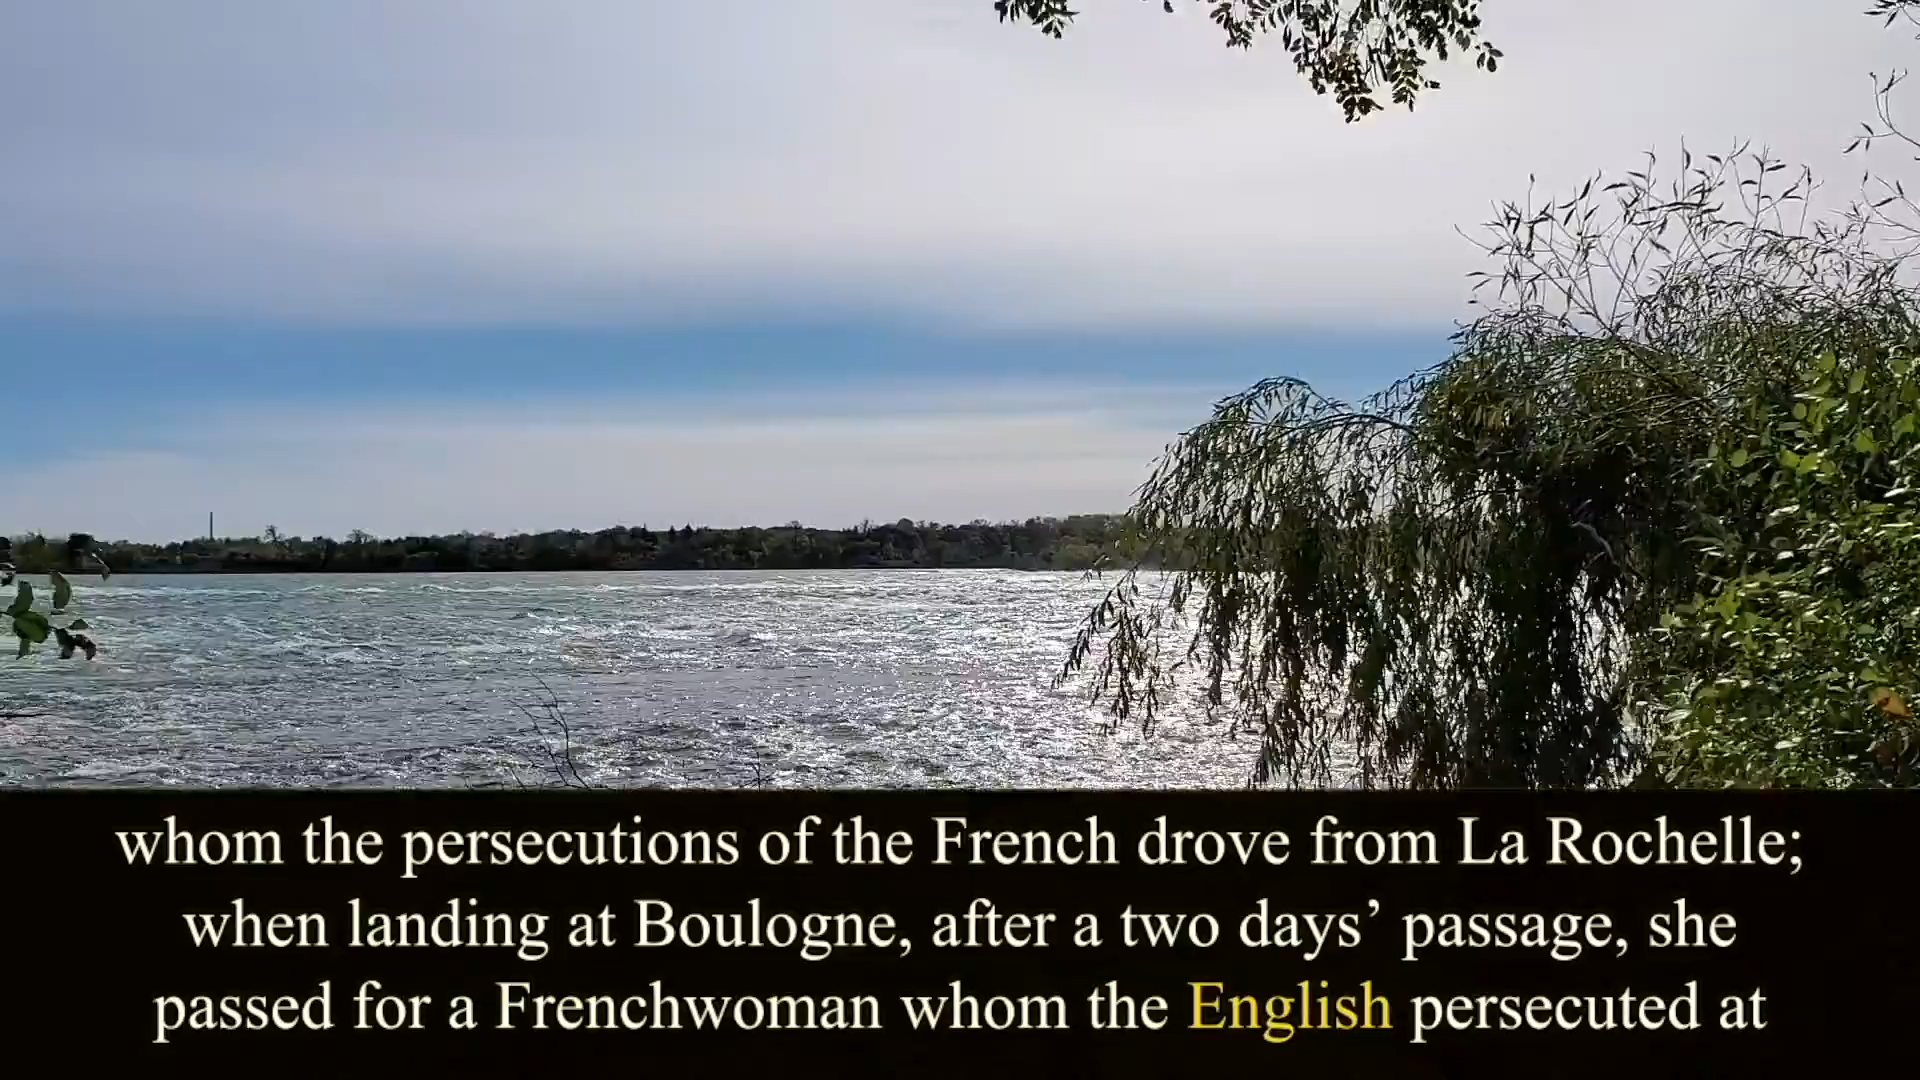 whom the persecutions of the French drove from La Rochelle;
when landing at Boulogne, after a two days’ passage, she
passed for a Frenchwoman whom the English persecuted at